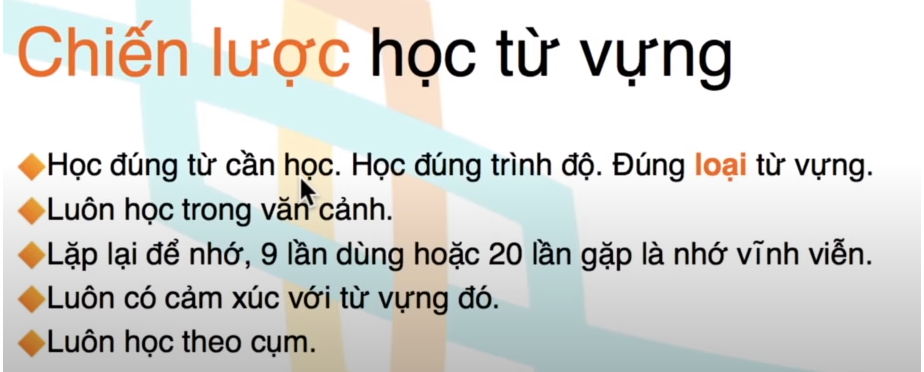 Chiến lược học từ vựng
Học đúng từ cần học. Học đúng trình độ. Đúng loại từ vựng.
Luôn học trong văn cảnh.
Lặp lại để nhớ, 9 lần dùng hoặc 20 lần gặp là nhớ vĩnh viễn.
Luôn có cảm xúc với từ vựng đó.
Luôn học theo cụm.